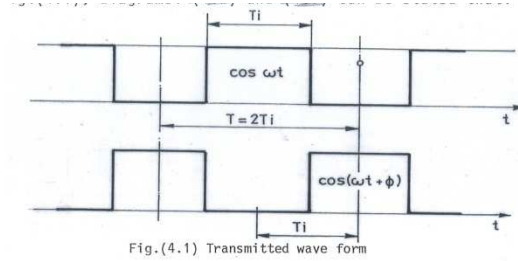 Ti
cos ωt
T=2Ti
t
cos(ωt+φ)
Ti
t
Fig.(4.1) Transmitted wave form